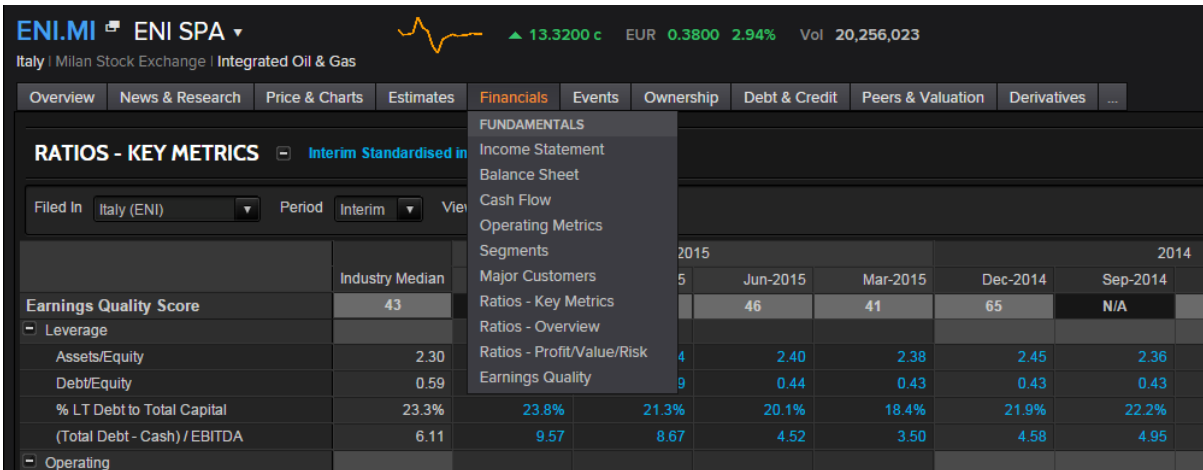 ENI.MI ENI SPA
13.3200 c EUR 0.3800 2.94% Vol 20,256,023
Italy | Milan Stock Exchange | Integrated Oil & Gas
Overview News & Research Price & Charts Estimates Financials Events Ownership Debt & Credit Peers & Valuation Derivatives ...
FUNDAMENTALS
Income Statement
Balance Sheet
Cash Flow
Operating Metrics
Segments
Major Customers
Ratios - Key Metrics
Ratios - Overview
Ratios - Profit/Value/Risk
Earnings Quality
RATIOS - KEY METRICS Interim Standardised in
Filed In Italy (ENI) Period Interim
2015 2014
Industry Median Jun-2015 Mar-2015 Dec-2014 Sep-2014
Earnings Quality Score 43 46 41 65 N/A
Leverage
Assets/Equity 2.30 4 2.40 2.38 2.45 2.36
Debt/Equity 0.59 9 0.44 0.43 0.43 0.43
% LT Debt to Total Capital 23.3% 23.8% 21.3% 20.1% 18.4% 21.9% 22.2%
(Total Debt - Cash) / EBITDA 6.11 9.57 8.67 4.52 3.50 4.58 4.95
Operating